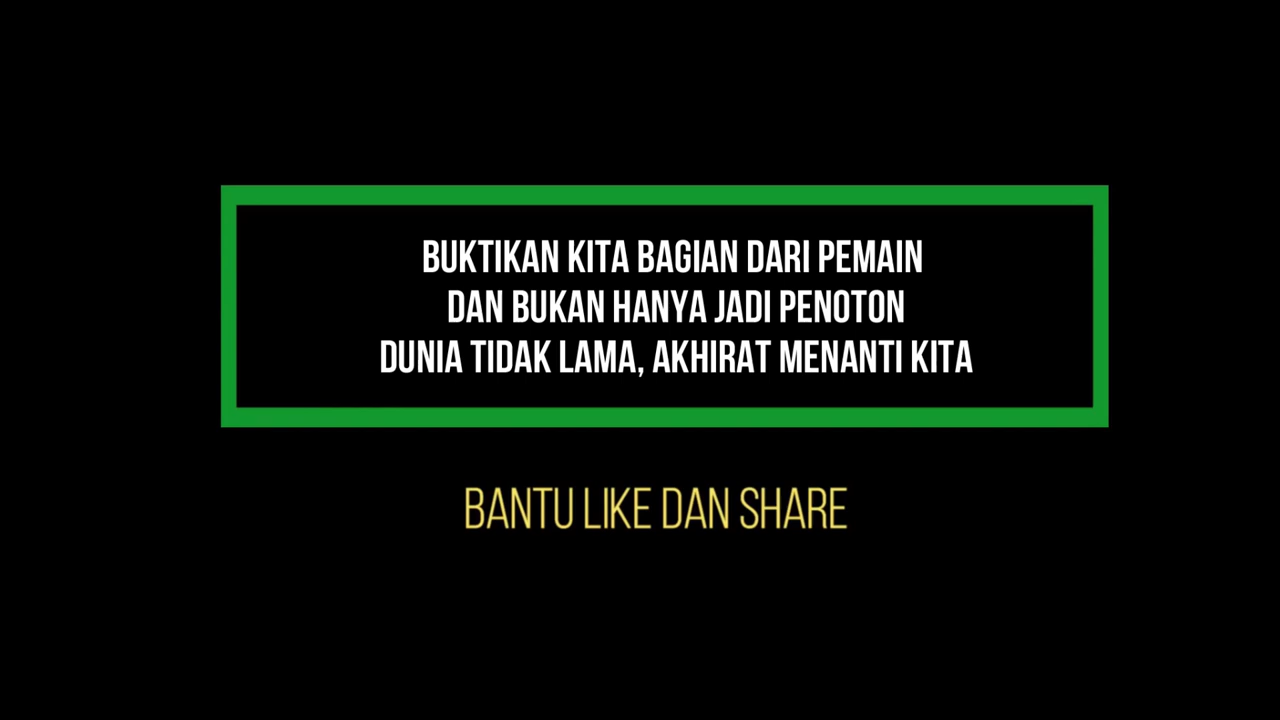 BUKTIKAN KITA BAGIAN DARI PEMAIN
DAN BUKAN HANYA JADI PENOTON
DUNIA TIDAK LAMA, AKHIRAT MENANTI KITA
BANTU LIKE DAN SHARE